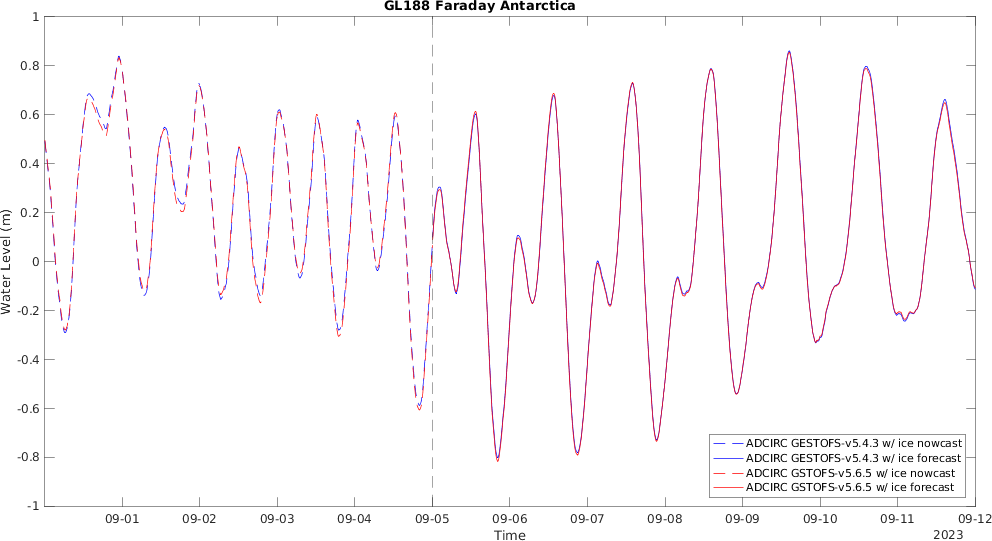 GL188 Faraday Antarctica
1
0.8
0.6
0.4
0.2
0
-0.2
-0.4
-0.6
-0.8
-1
Water Level (m)
09-01 09-02 09-03 09-04 09-05 09-06 09-07 09-08 09-09 09-10 09-11 09-12
Time
2023
ADCIRC GESTOFS-v5.4.3 w/ ice nowcast
ADCIRC GESTOFS-v5.4.3 w/ ice forecast
ADCIRC GSTOFS-v5.6.5 w/ ice nowcast
ADCIRC GSTOFS-v5.6.5 w/ ice forecast